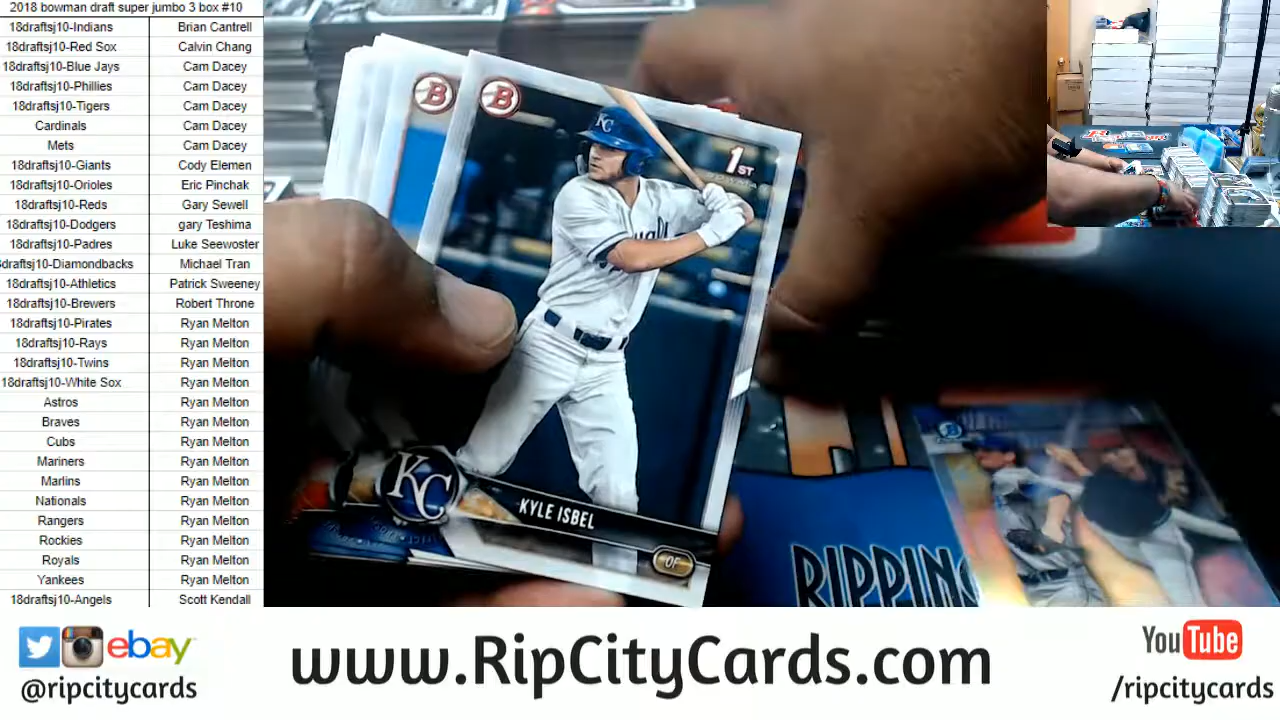 2018 bowman draft super jumbo 3 box #10
18draftsj10-Indians Brian Cantrell
18draftsj10-Red Sox Calvin Chang
18draftsj10-Blue Jays Cam Dacey
18draftsj10-Phillies Cam Dacey
18draftsj10-Tigers Cam Dacey
Cardinals Cam Dacey
Mets Cam Dacey
18draftsj10-Giants Cody Elemen
18draftsj10-Orioles Eric Pinchak
18draftsj10-Reds Gary Sewell
18draftsj10-Dodgers gary Teshima
18draftsj10-Padres Luke Seewoster
8draftsj10-Diamondbacks Michael Tran
18draftsj10-Athletics Patrick Sweeney
18draftsj10-Brewers Robert Throne
18draftsj10-Pirates Ryan Melton
18draftsj10-Rays Ryan Melton
18draftsj10-Twins Ryan Melton
18draftsj10-White Sox Ryan Melton
Astros Ryan Melton
Braves Ryan Melton
Cubs Ryan Melton
Mariners Ryan Melton
Marlins Ryan Melton
Nationals Ryan Melton
Rangers Ryan Melton
Rockies Ryan Melton
Royals Ryan Melton
Yankees Ryan Melton
18draftsj10-Angels Scott Kendall
B
B
KC
1ST
KC
KYLE ISBEL
OF
RIPPING
ebay
@ripcitycards
www.RipCityCards.com
YouTube
/ripcitycards